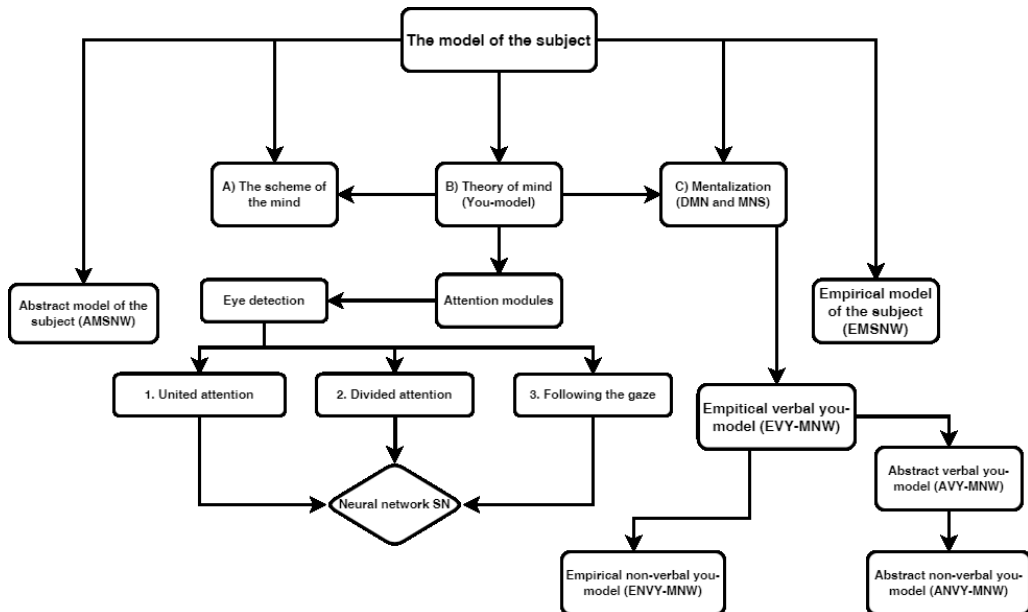 The model of the subject
A) The scheme of
the mind
B) Theory of mind
(You-model)
C) Mentalization
(DMN and MNS)
Abstract model of the
subject (AMSNW)
Eye detection
Attention modules
Empirical model
of the subject
(EMSNW)
1. United attention
2. Divided attention
3. Following the gaze
Empitical verbal you-
model (EVY-MNW)
Abstract verbal you-
model (AVY-MNW)
Neural network SN
Empirical non-verbal you-
model (ENVY-MNW)
Abstract non-verbal you-
model (ANVY-MNW)